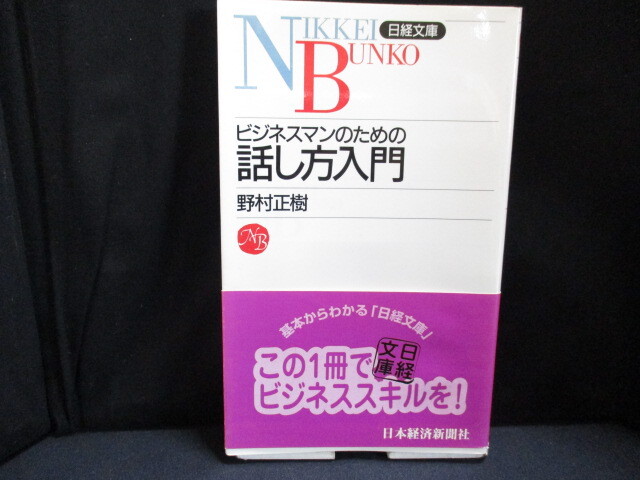 NIKKEI
BUNKO
日経文庫
ビジネスマンのための
話し方入門
野村正樹
NB
基本からわかる「日経文庫」
この1冊で
日経
文庫
ビジネススキルを!
日本経済新聞社